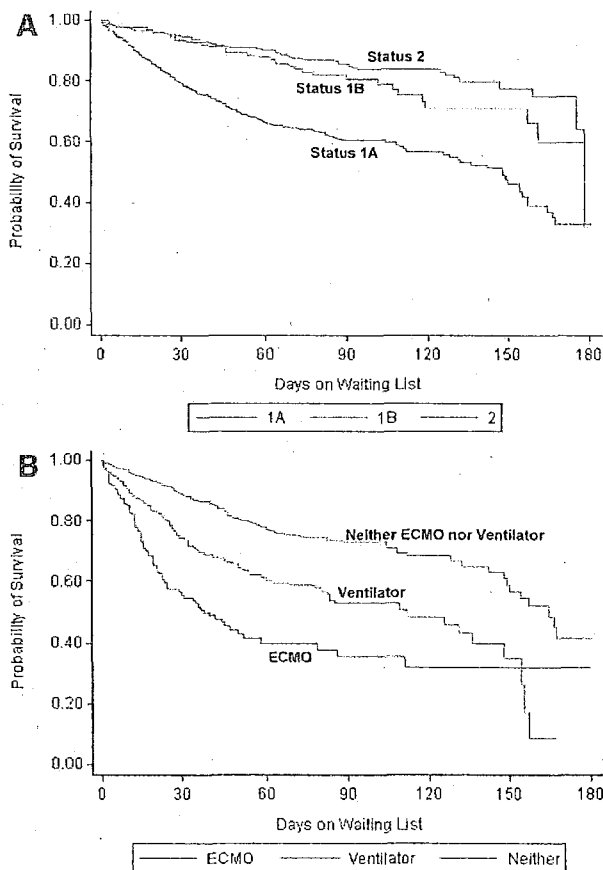 A
1.00
0.80
0.60
0.40
0.20
0.00
Probability of Survival
Status 2
Status 1B
Status 1A
0 30 60 90 120 150 180
Days on Waiting List
1A 1B 2
B
1.00
0.80
0.60
0.40
0.20
0.00
Probability of Survival
Neither ECMO nor Ventilator
Ventilator
ECMO
0 30 60 90 120 150 180
Days on Waiting List
ECMO Ventilator Neither